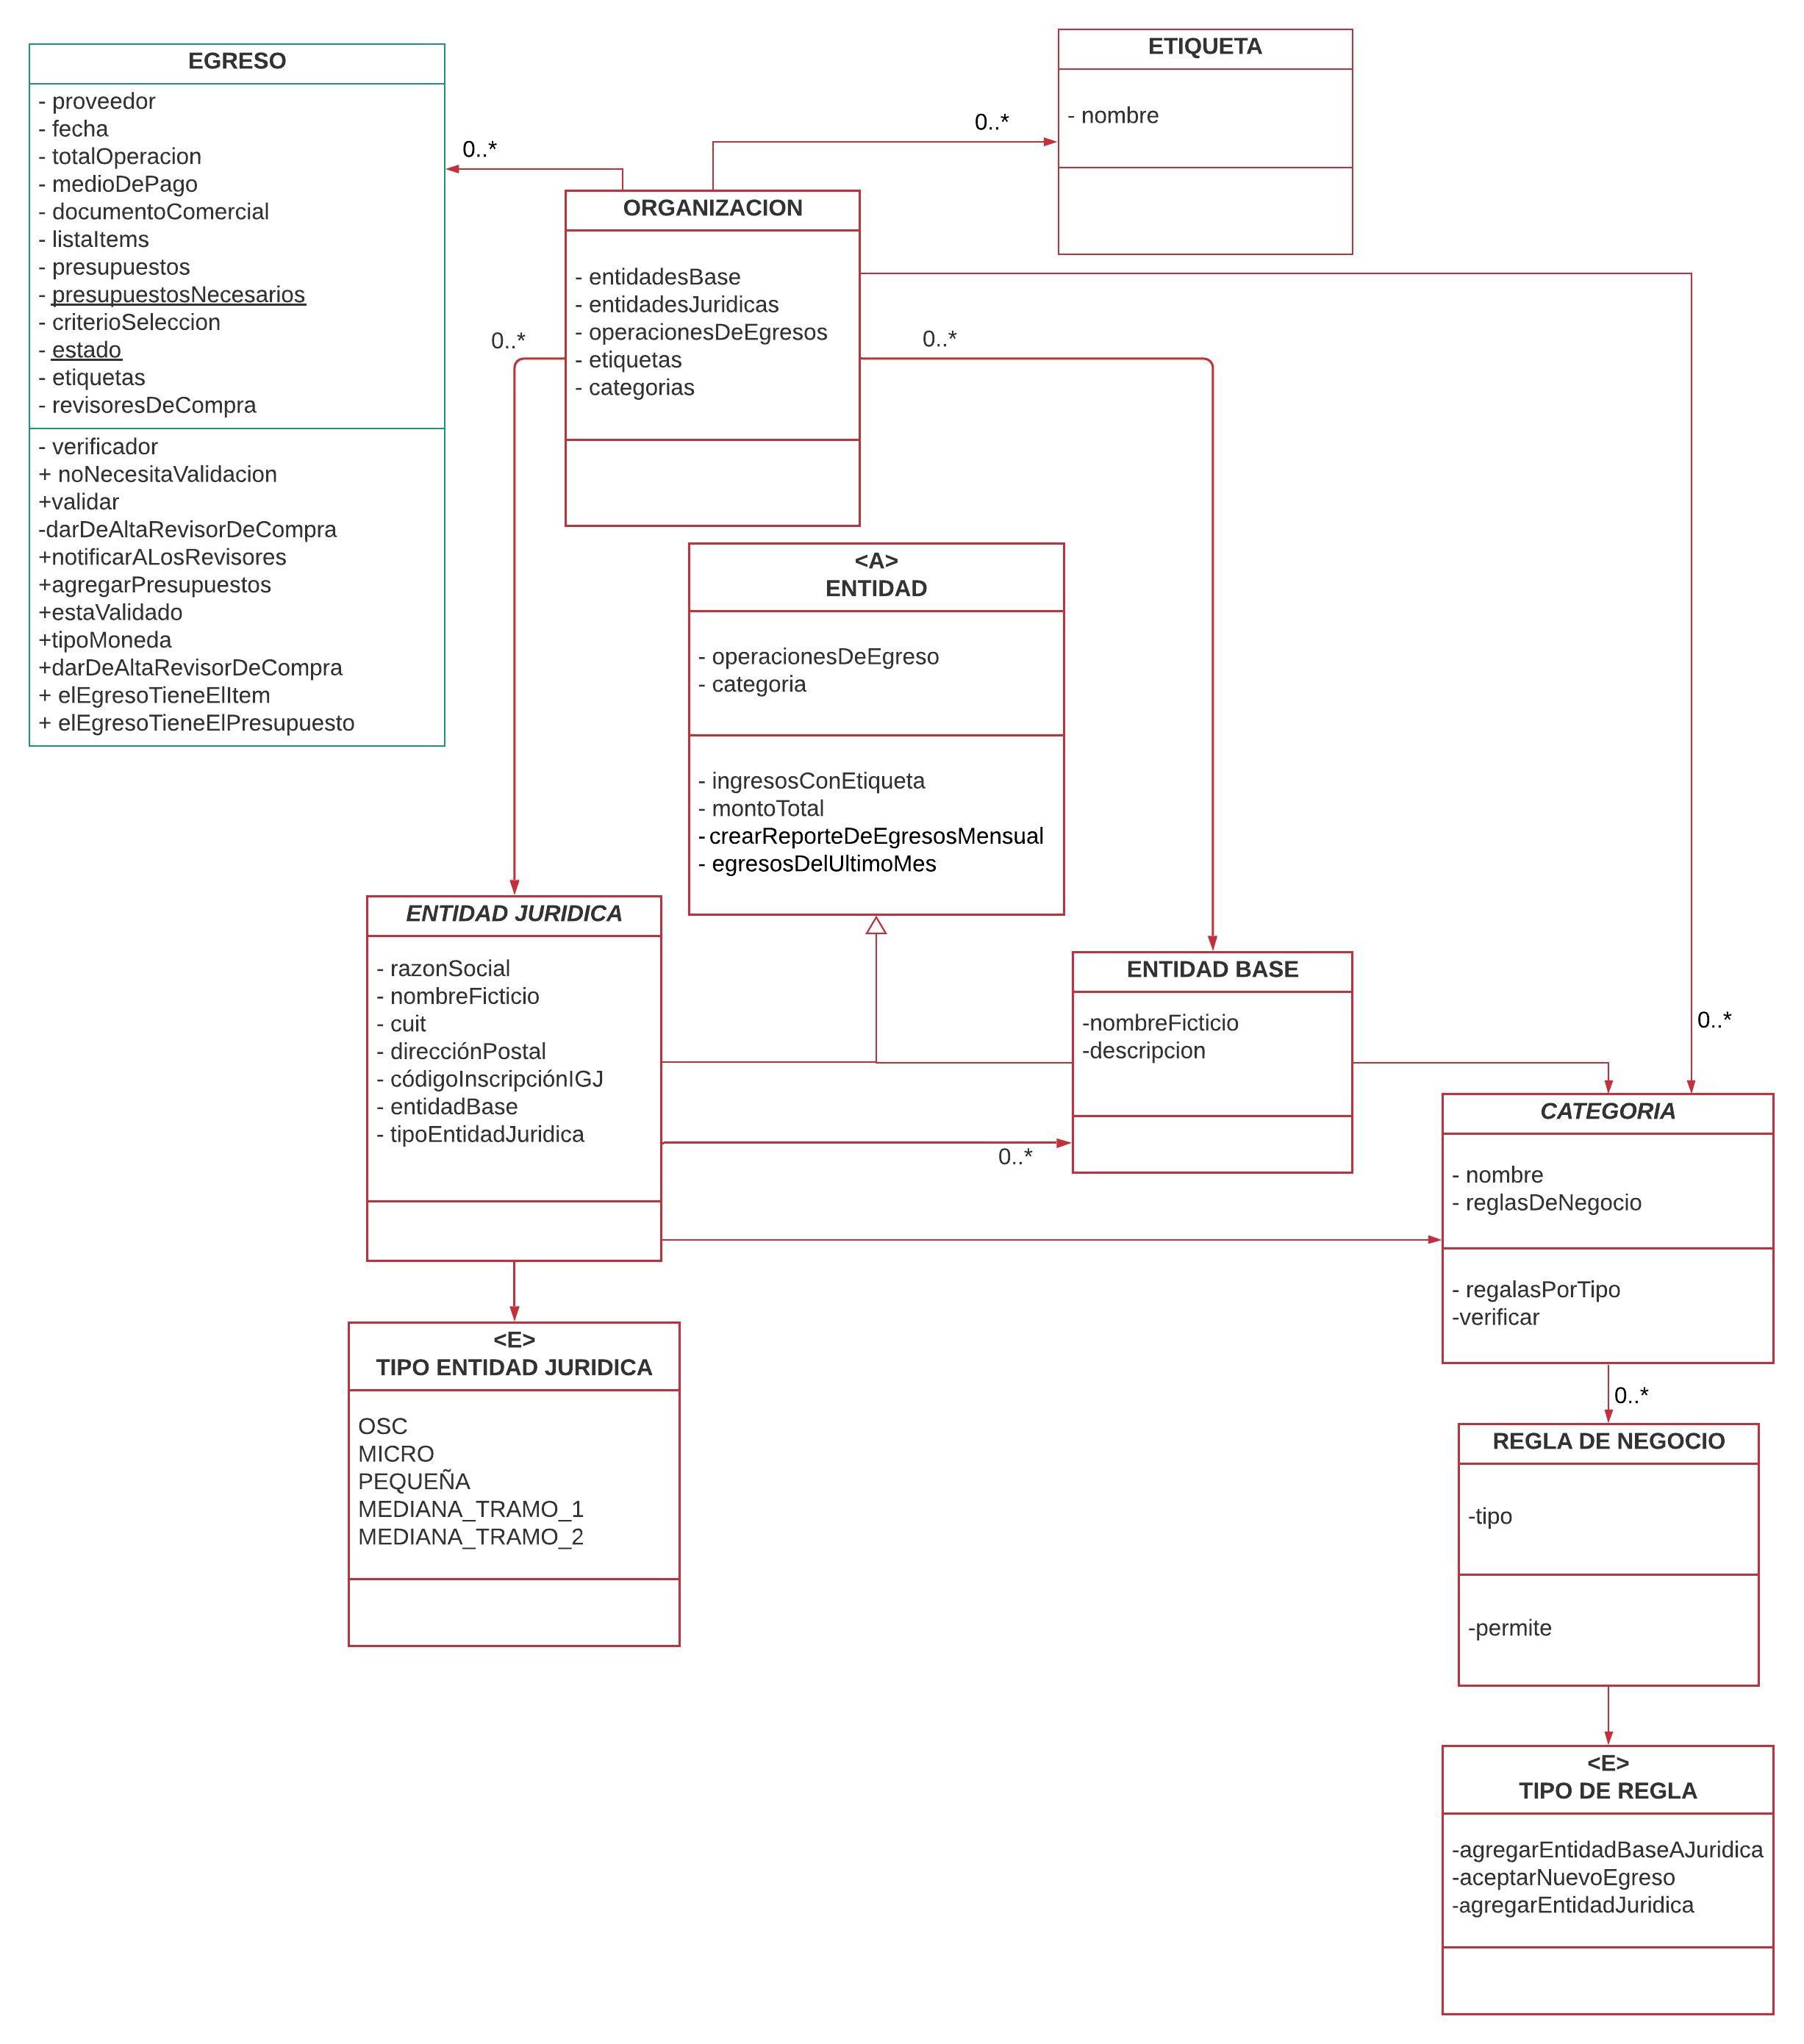 EGRESO
- proveedor
- fecha
- totalOperacion
- medioDePago
- documentoComercial
- listaItems
- presupuestos
- presupuestosNecesarios
- criterioSeleccion
- estado
- etiquetas
- revisoresDeCompra
- verificador
+ noNecesitaValidacion
+validar
-darDeAltaRevisorDeCompra
+notificarALosRevisores
+agregarPresupuestos
+estaValidado
+tipoMoneda
+darDeAltaRevisorDeCompra
+ elEgresoTieneElItem
+ elEgresoTieneElPresupuesto
0..*
0..*
ETIQUETA
- nombre
ORGANIZACION
- entidadesBase
- entidadesJuridicas
- operacionesDeEgresos
- etiquetas
- categorias
0..*
0..*
<A>
ENTIDAD
- operacionesDeEgreso
- categoria
- ingresosConEtiqueta
- montoTotal
- crearReporteDeEgresosMensual
- egresosDelUltimoMes
ENTIDAD JURIDICA
- razonSocial
- nombreFicticio
- cuit
- direcciónPostal
- códigoInscripciónIGJ
- entidadBase
- tipoEntidadJuridica
ENTIDAD BASE
-nombreFicticio
-descripcion
0..*
0..*
CATEGORIA
- nombre
- reglasDeNegocio
- regalasPorTipo
-verificar
<E>
TIPO ENTIDAD JURIDICA
OSC
MICRO
PEQUEÑA
MEDIANA_TRAMO_1
MEDIANA_TRAMO_2
0..*
REGLA DE NEGOCIO
-tipo
-permite
<E>
TIPO DE REGLA
-agregarEntidadBaseAJuridica
-aceptarNuevoEgreso
-agregarEntidadJuridica